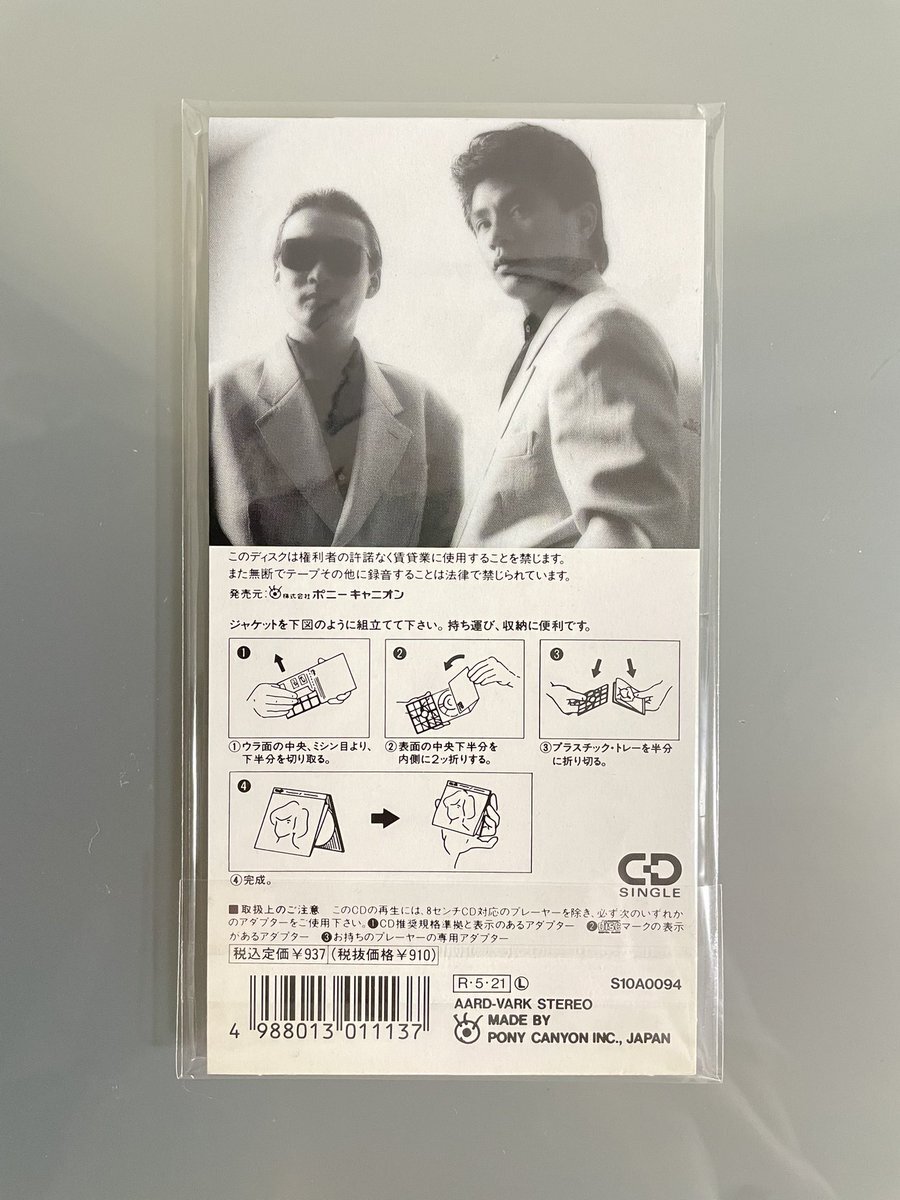 このディスクは権利者の許諾なく賃貸業に使用することを禁じます。
また無断でテープその他に録音することは法律で禁じられています。
発売元:株式会社ポニーキャニオン
ジャケットを下図のように組立てて下さい。持ち運び、収納に便利です。
❶
❷
❸
①ウラ面の中央、ミシン目より、
下半分を切り取る。
②表面の中央下半分を
内側に2ッ折りする。
③プラスチック・トレーを半分
に折り切る。
❹
④完成。
CD
SINGLE
■取扱上のご注意 このCDの再生には、8センチCD対応のプレーヤーを除き、必ず次のいずれか
のアダプターをご使用下さい。❶CD推奨規格準拠と表示のあるアダプター ❷マークの表示
があるアダプター ❸お持ちのプレーヤーの専用アダプター
税込定価¥937 (税抜価格¥910)
R・5・21 Ⓛ S10A0094
AARD-VARK STEREO
MADE BY
PONY CANYON INC., JAPAN
4 988013 011137